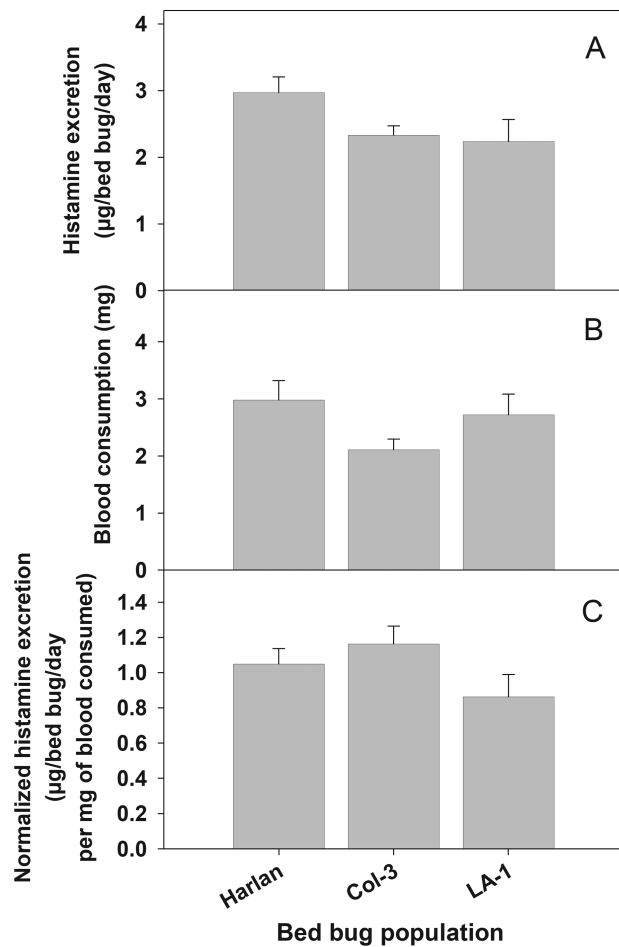 Histamine excretion
(µg/bed bug/day)
4
3
2
1
0
A
Blood consumption (mg)
4
3
2
1
0
B
Normalized histamine excretion
(µg/bed bug/day
per mg of blood consumed)
1.4
1.2
1.0
0.8
0.6
0.4
0.2
0.0
C
Harlan
Col-3
LA-1
Bed bug population